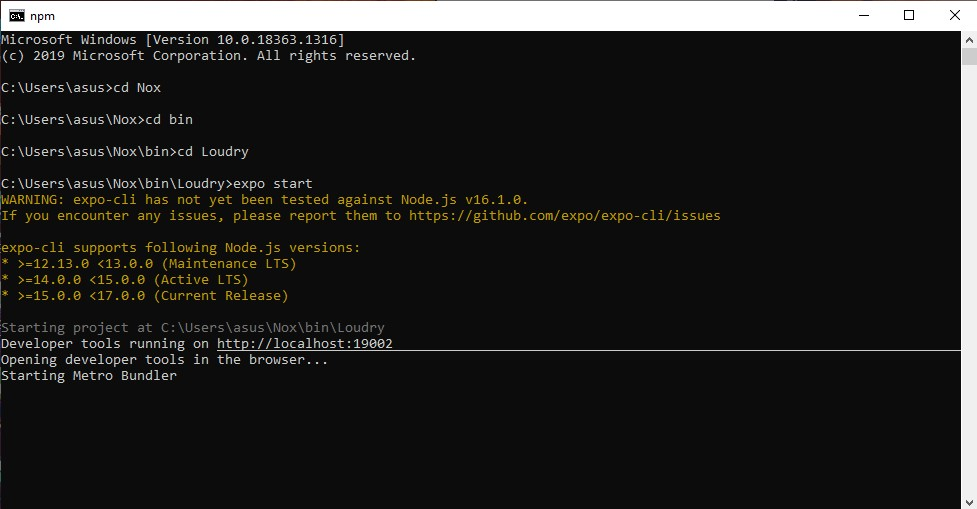 npm
Microsoft Windows [Version 10.0.18363.1316]
(c) 2019 Microsoft Corporation. All rights reserved.
C:\Users\asus>cd Nox
C:\Users\asus\Nox>cd bin
C:\Users\asus\Nox\bin>cd Loudry
C:\Users\asus\Nox\bin\Loudry>expo start
WARNING: expo-cli has not yet been tested against Node.js v16.1.0.
If you encounter any issues, please report them to https://github.com/expo/expo-cli/issues
expo-cli supports following Node.js versions:
* >=12.13.0 <13.0.0 (Maintenance LTS)
* >=14.0.0 <15.0.0 (Active LTS)
* >=15.0.0 <17.0.0 (Current Release)
Starting project at C:\Users\asus\Nox\bin\Loudry
Developer tools running on http://localhost:19002
Opening developer tools in the browser...
Starting Metro Bundler